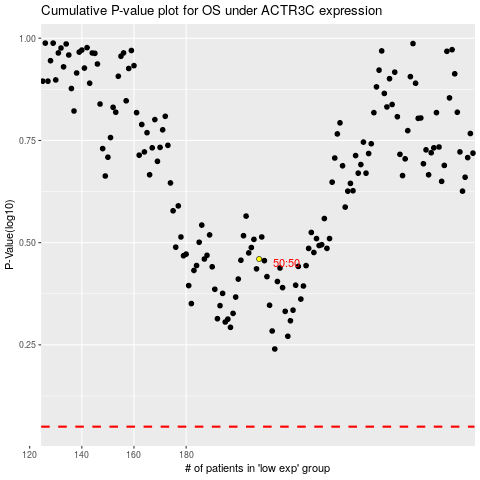 Cumulative P-value plot for OS under ACTR3C expression
P-Value(log10)
1.00
0.75
0.50
0.25
50:50
120 140 160 180
# of patients in 'low exp' group